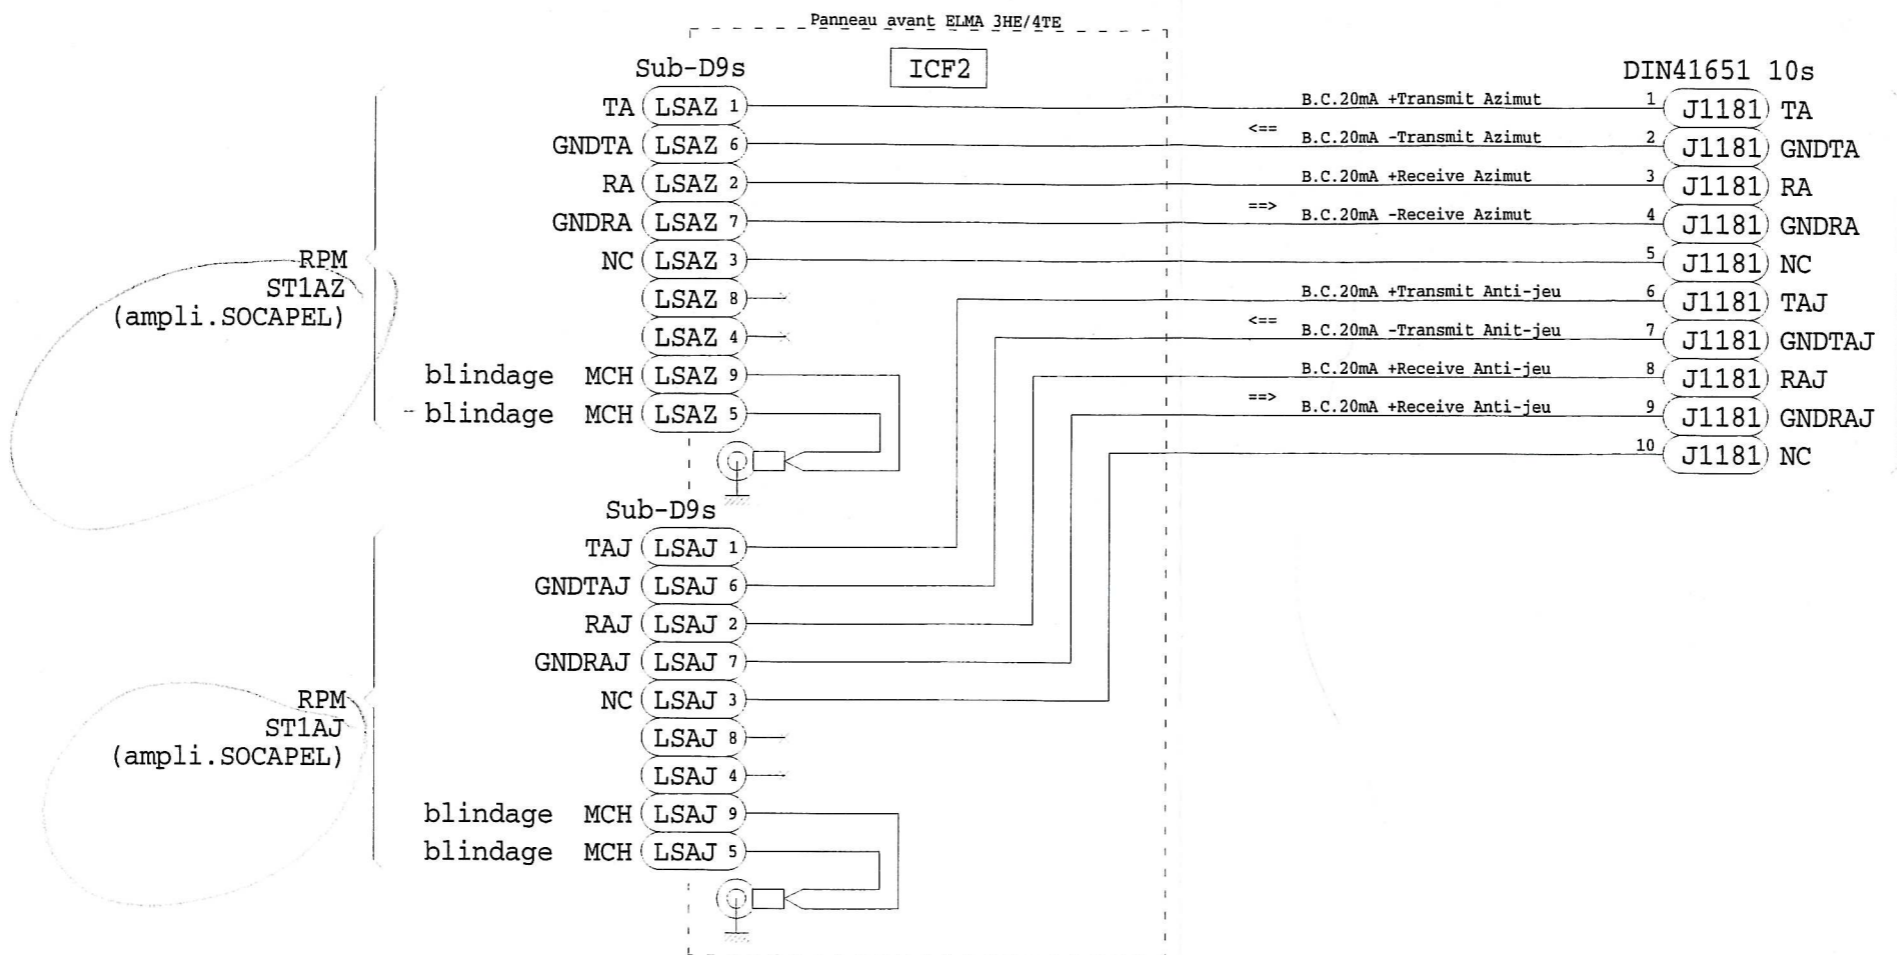 Panneau avant ELMA 3HE/4TE
ICF2
Sub-D9s
DIN41651 10s
TA LSAZ 1 B.C.20mA +Transmit Azimut 1 J1181 TA
GNDTA LSAZ 6 <== B.C.20mA -Transmit Azimut 2 J1181 GNDTA
RA LSAZ 2 B.C.20mA +Receive Azimut 3 J1181 RA
GNDRA LSAZ 7 ==> B.C.20mA -Receive Azimut 4 J1181 GNDRA
NC LSAZ 3 5 J1181 NC
LSAZ 8 B.C.20mA +Transmit Anti-jeu 6 J1181 TAJ
LSAZ 4 <== B.C.20mA -Transmit Anit-jeu 7 J1181 GNDTAJ
blindage MCH LSAZ 9 B.C.20mA +Receive Anti-jeu 8 J1181 RAJ
blindage MCH LSAZ 5 ==> B.C.20mA +Receive Anti-jeu 9 J1181 GNDRAJ
10 J1181 NC
RPM
ST1AZ
(ampli.SOCAPEL)
Sub-D9s
TAJ LSAJ 1
GNDTAJ LSAJ 6
RAJ LSAJ 2
GNDRAJ LSAJ 7
NC LSAJ 3
LSAJ 8
LSAJ 4
blindage MCH LSAJ 9
blindage MCH LSAJ 5
RPM
ST1AJ
(ampli.SOCAPEL)